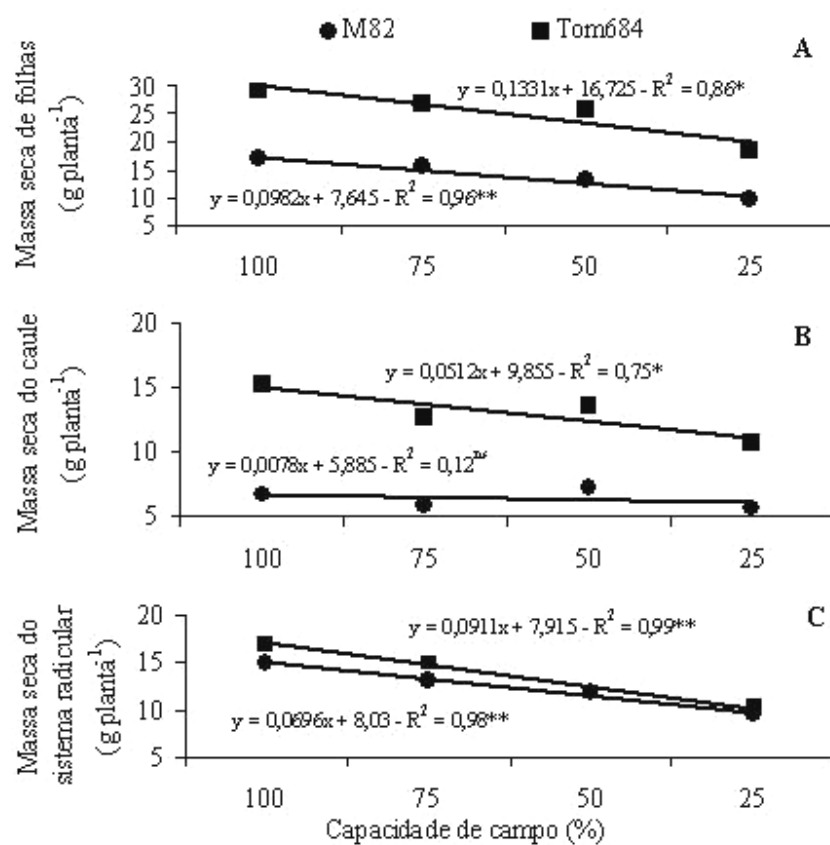 M82 Tom684
A
Massa seca de folhas
(g planta⁻¹)
30
25
20
15
10
5
y = 0,1331x + 16,725 - R² = 0,86*
y = 0,0982x + 7,645 - R² = 0,96**
100 75 50 25
B
Massa seca do caule
(g planta⁻¹)
20
15
10
5
y = 0,0512x + 9,855 - R² = 0,75*
y = 0,0078x + 5,885 - R² = 0,12ⁿˢ
100 75 50 25
C
Massa seca do
sistema radicular
(g planta⁻¹)
20
15
10
5
y = 0,0911x + 7,915 - R² = 0,99**
y = 0,0696x + 8,03 - R² = 0,98**
100 75 50 25
Capacidade de campo (%)